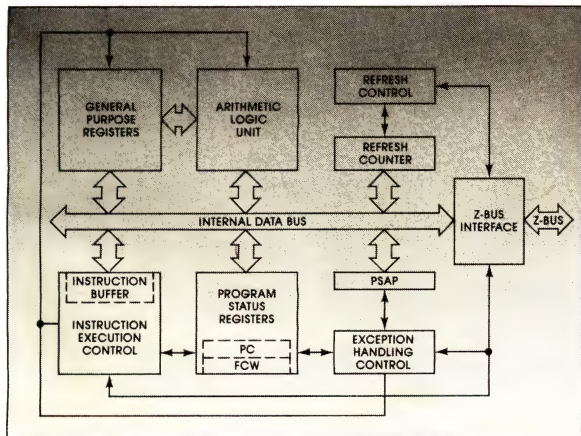 GENERAL
PURPOSE
REGISTERS
ARITHMETIC
LOGIC
UNIT
REFRESH
CONTROL
REFRESH
COUNTER
INTERNAL DATA BUS
Z-BUS
INTERFACE
Z-BUS
INSTRUCTION
BUFFER
INSTRUCTION
EXECUTION
CONTROL
PROGRAM
STATUS
REGISTERS
PC
FCW
PSAP
EXCEPTION
HANDLING
CONTROL